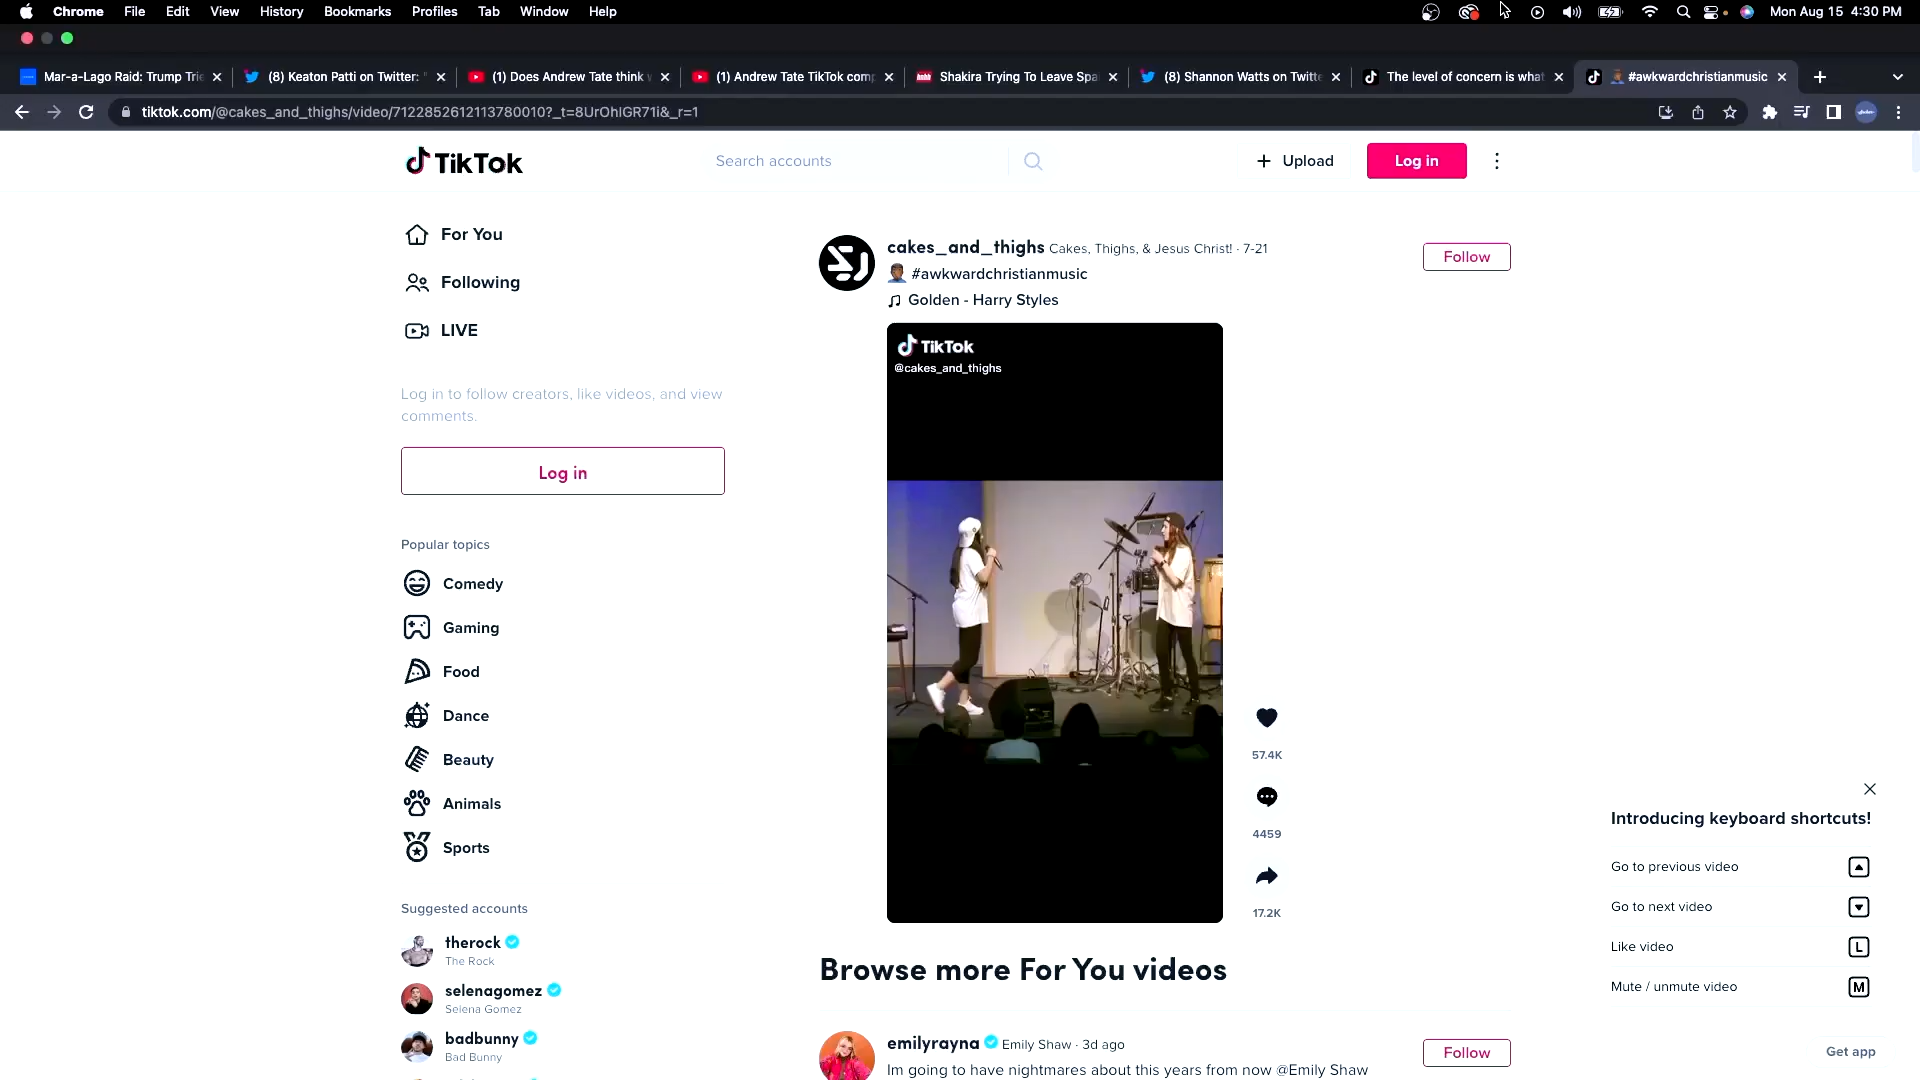 Chrome File Edit View History Bookmarks Profiles Tab Window Help Mon Aug 15 4:30 PM
Mar-a-Lago Raid: Trump Trie (8) Keaton Patti on Twitter: " (1) Does Andrew Tate think w (1) Andrew Tate TikTok comp Shakira Trying To Leave Spa (8) Shannon Watts on Twitte The level of concern is what #awkwardchristianmusic
tiktok.com/@cakes_and_thighs/video/7122852612113780010?_t=8UrOhlGR71i&_r=1
TikTok Search accounts Upload Log in
For You
Following
LIVE
Log in to follow creators, like videos, and view
comments.
Log in
Popular topics
Comedy
Gaming
Food
Dance
Beauty
Animals
Sports
Suggested accounts
therock
The Rock
selenagomez
Selena Gomez
badbunny
Bad Bunny
cakes_and_thighs Cakes, Thighs, & Jesus Christ! · 7-21
Follow
#awkwardchristianmusic
Golden - Harry Styles
TikTok
@cakes_and_thighs
57.4K
4459
17.2K
Browse more For You videos
emilyrayna Emily Shaw · 3d ago
Follow
Im going to have nightmares about this years from now @Emily Shaw
Introducing keyboard shortcuts!
Go to previous video
Go to next video
Like video L
Mute / unmute video M
Get app